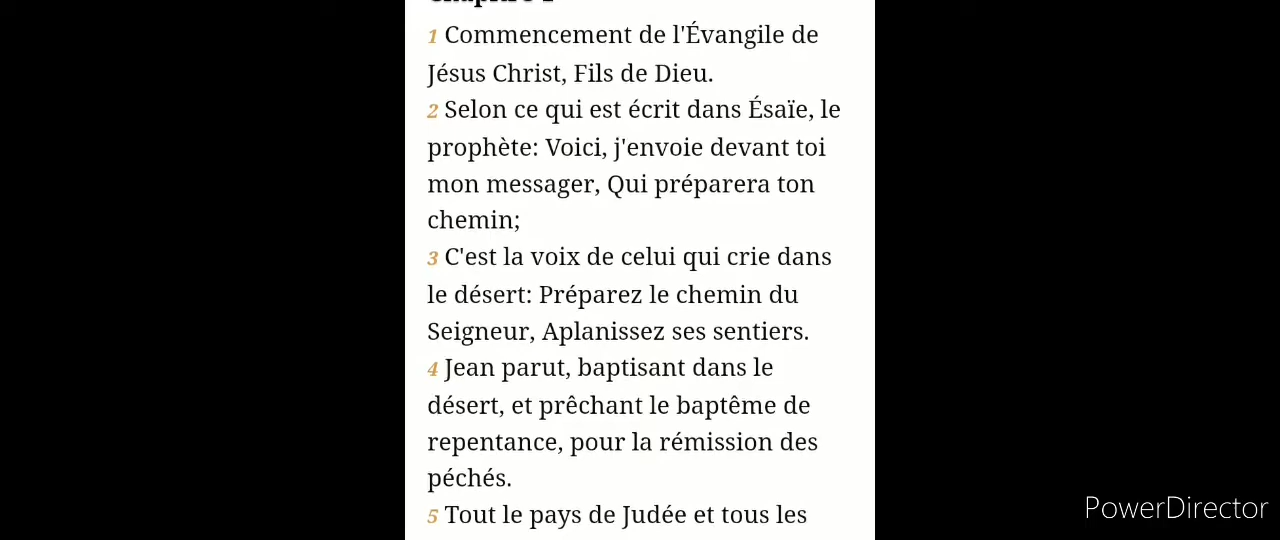 1 Commencement de l'Évangile de
Jésus Christ, Fils de Dieu.
2 Selon ce qui est écrit dans Ésaïe, le
prophète: Voici, j'envoie devant toi
mon messager, Qui préparera ton
chemin;
3 C'est la voix de celui qui crie dans
le désert: Préparez le chemin du
Seigneur, Aplanissez ses sentiers.
4 Jean parut, baptisant dans le
désert, et prêchant le baptême de
repentance, pour la rémission des
péchés.
5 Tout le pays de Judée et tous les
PowerDirector